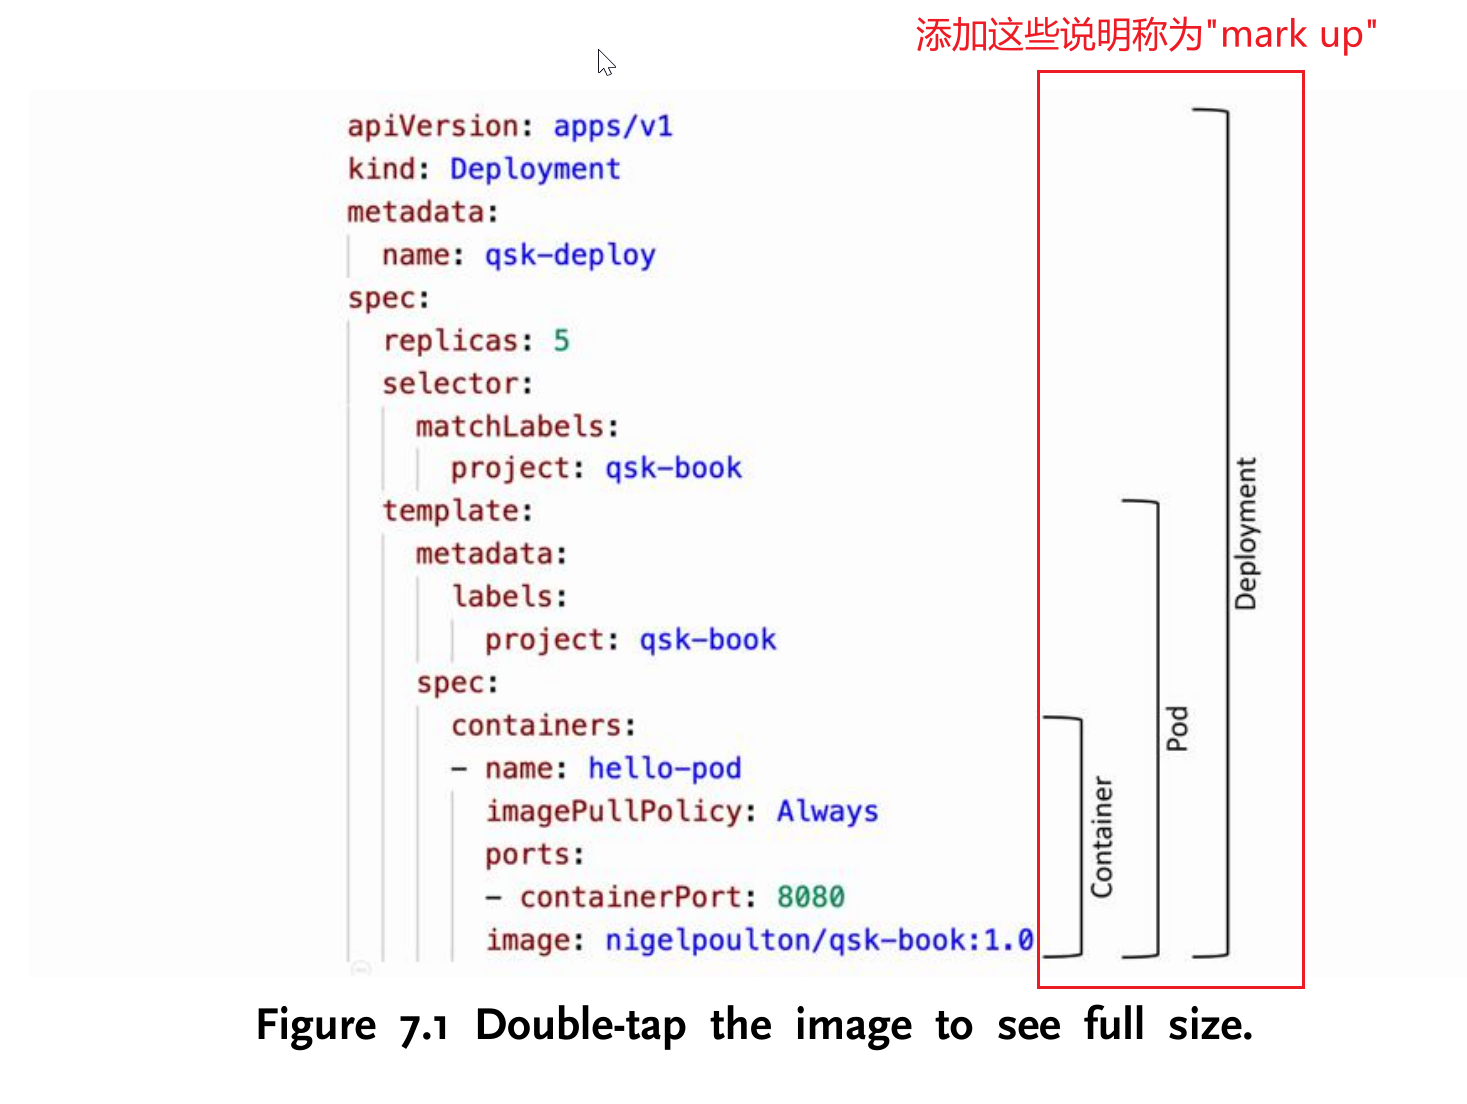 添加这些说明称为"mark up"
apiVersion: apps/v1
kind: Deployment
metadata:
  name: qsk-deploy
spec:
  replicas: 5
  selector:
    matchLabels:
      project: qsk-book
  template:
    metadata:
      labels:
        project: qsk-book
    spec:
      containers:
      - name: hello-pod
        imagePullPolicy: Always
        ports:
        - containerPort: 8080
        image: nigelpoulton/qsk-book:1.0
Container
Pod
Deployment
Figure 7.1 Double-tap the image to see full size.